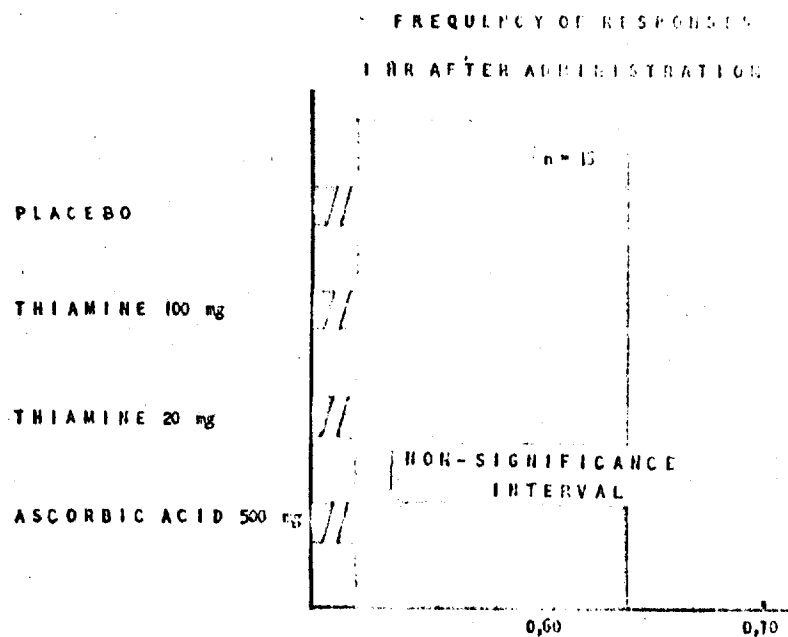 FREQUENCY OF RESPONSES
1 HR AFTER ADMINISTRATION
n = 15
PLACEBO
THIAMINE 100 mg
THIAMINE 20 mg
NON-SIGNIFICANCE
INTERVAL
ASCORBIC ACID 500 mg
0,60 0,70